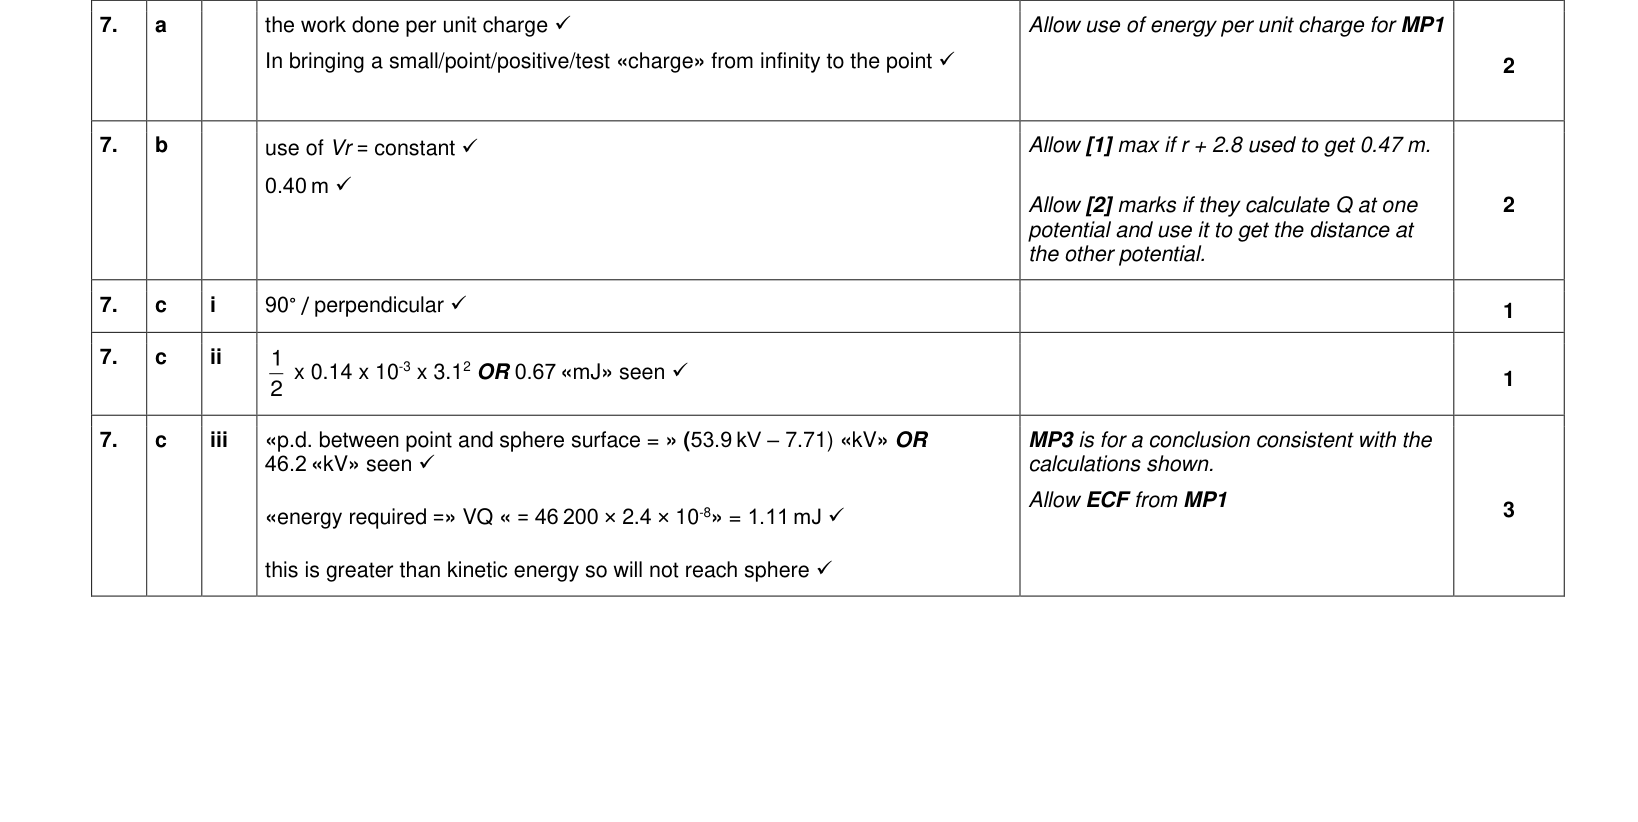 7. a the work done per unit charge ✓ Allow use of energy per unit charge for MP1
In bringing a small/point/positive/test «charge» from infinity to the point ✓
2
7. b use of Vr = constant ✓ Allow [1] max if r + 2.8 used to get 0.47 m.
0.40 m ✓
Allow [2] marks if they calculate Q at one
potential and use it to get the distance at
the other potential.
2
7. c i 90° / perpendicular ✓
1
7. c ii 1/2 x 0.14 x 10⁻³ x 3.1² OR 0.67 «mJ» seen ✓
1
7. c iii «p.d. between point and sphere surface = » (53.9 kV – 7.71) «kV» OR
46.2 «kV» seen ✓
«energy required =» VQ « = 46 200 × 2.4 × 10⁻⁸» = 1.11 mJ ✓
this is greater than kinetic energy so will not reach sphere ✓
MP3 is for a conclusion consistent with the
calculations shown.
Allow ECF from MP1
3